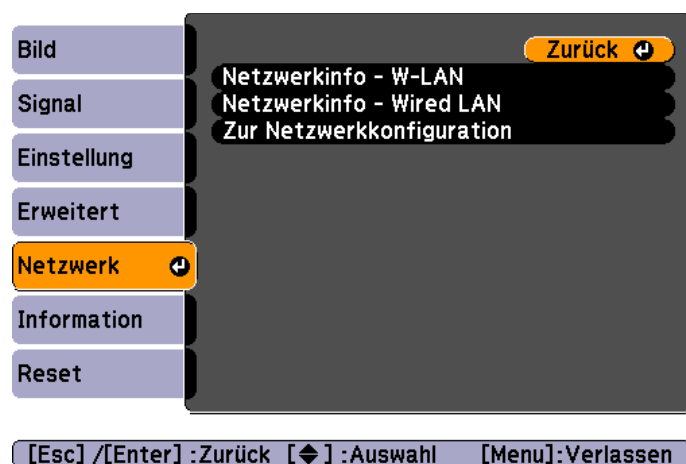 Bild
Signal
Einstellung
Erweitert
Netzwerk
Information
Reset
Zurück
Netzwerkinfo - W-LAN
Netzwerkinfo - Wired LAN
Zur Netzwerkkonfiguration
[Esc] /[Enter] :Zurück [◆] :Auswahl [Menu]:Verlassen